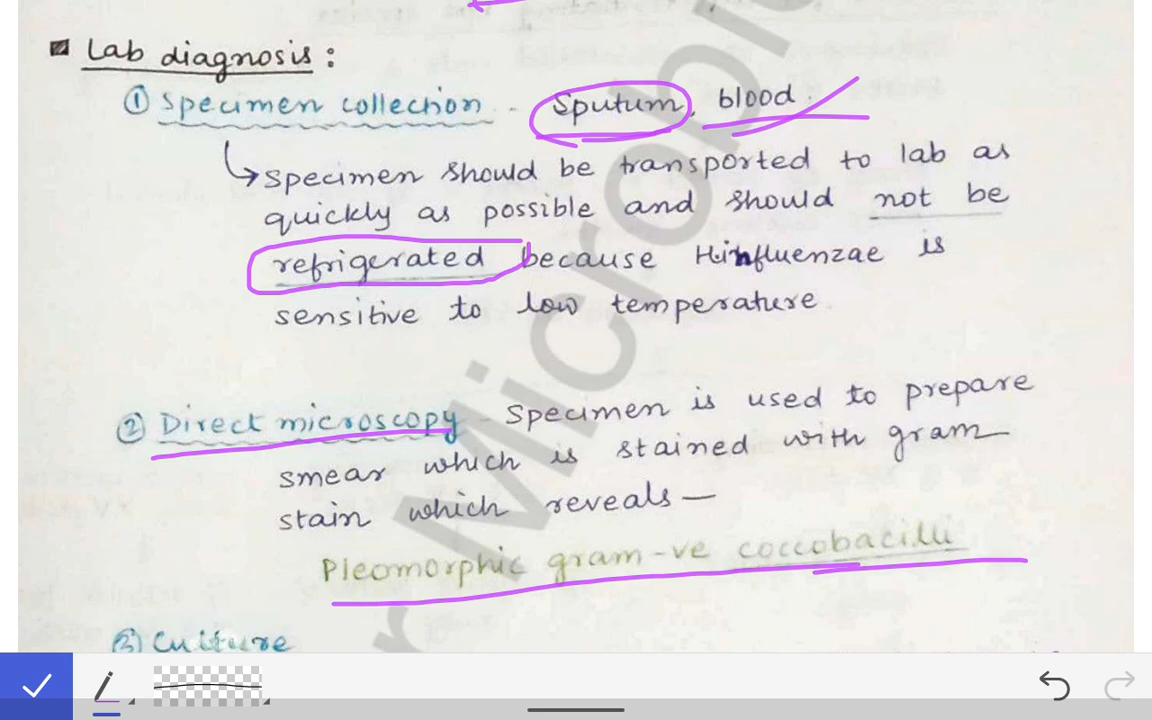 Lab diagnosis :
① Specimen collection - Sputum, blood.
↳ Specimen should be transported to lab as
quickly as possible and should not be
refrigerated because H.influenzae is
sensitive to low temperature.
② Direct microscopy - Specimen is used to prepare
smear which is stained with gram
stain which reveals —
Pleomorphic gram -ve coccobacilli
③ Culture
r Micropl